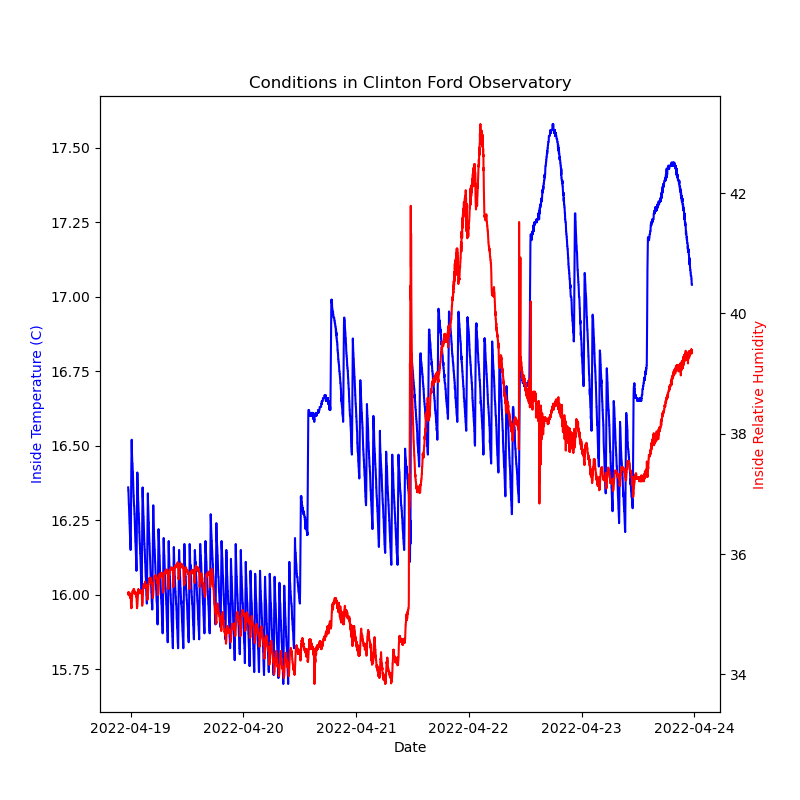 Conditions in Clinton Ford Observatory
17.50
17.25
17.00
16.75
16.50
16.25
16.00
15.75
Inside Temperature (C)
42
40
38
36
34
Inside Relative Humidity
2022-04-19 2022-04-20 2022-04-21 2022-04-22 2022-04-23 2022-04-24
Date